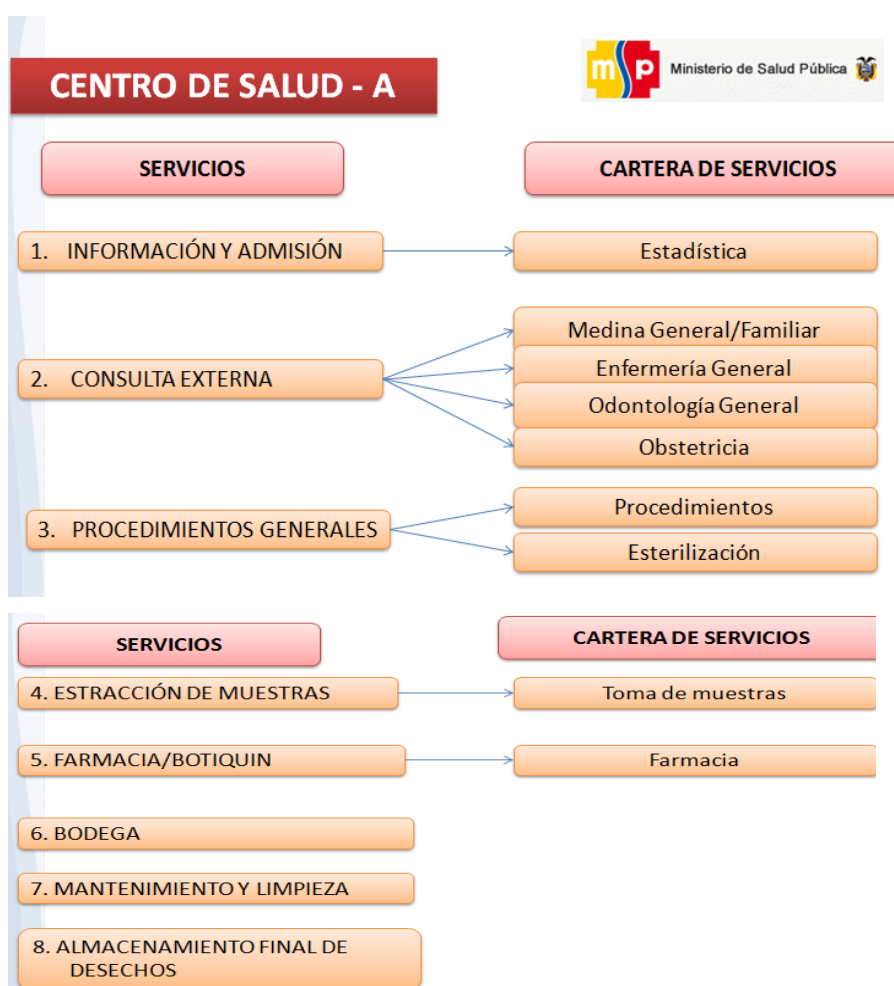 CENTRO DE SALUD - A
msp Ministerio de Salud Pública
SERVICIOS
CARTERA DE SERVICIOS
1. INFORMACIÓN Y ADMISIÓN
Estadística
2. CONSULTA EXTERNA
Medina General/Familiar
Enfermería General
Odontología General
Obstetricia
3. PROCEDIMIENTOS GENERALES
Procedimientos
Esterilización
SERVICIOS
CARTERA DE SERVICIOS
4. ESTRACCIÓN DE MUESTRAS
Toma de muestras
5. FARMACIA/BOTIQUIN
Farmacia
6. BODEGA
7. MANTENIMIENTO Y LIMPIEZA
8. ALMACENAMIENTO FINAL DE
DESECHOS